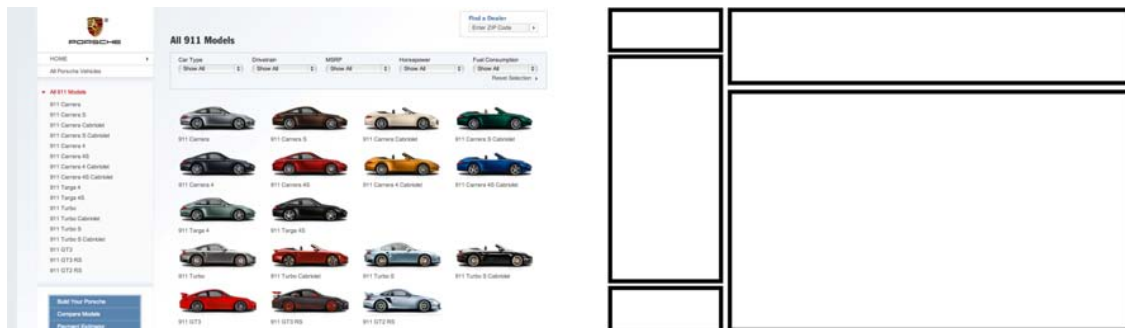 PORSCHE
HOME
All Porsche Vehicles
All 911 Models
911 Carrera
911 Carrera S
911 Carrera Cabriolet
911 Carrera S Cabriolet
911 Carrera 4
911 Carrera 4S
911 Carrera 4 Cabriolet
911 Carrera 4S Cabriolet
911 Targa 4
911 Targa 4S
911 Turbo
911 Turbo Cabriolet
911 Turbo S
911 Turbo S Cabriolet
911 GT3
911 GT3 RS
911 GT2 RS
Build Your Porsche
Compare Models
Payment Estimator
Find a Dealer
Enter ZIP Code
All 911 Models
Car Type Drivetrain MSRP Horsepower Fuel Consumption
Show All Show All Show All Show All Show All
Reset Selection
911 Carrera 911 Carrera S 911 Carrera Cabriolet 911 Carrera S Cabriolet
911 Carrera 4 911 Carrera 4S 911 Carrera 4 Cabriolet 911 Carrera 4S Cabriolet
911 Targa 4 911 Targa 4S
911 Turbo 911 Turbo Cabriolet 911 Turbo S 911 Turbo S Cabriolet
911 GT3 911 GT3 RS 911 GT2 RS